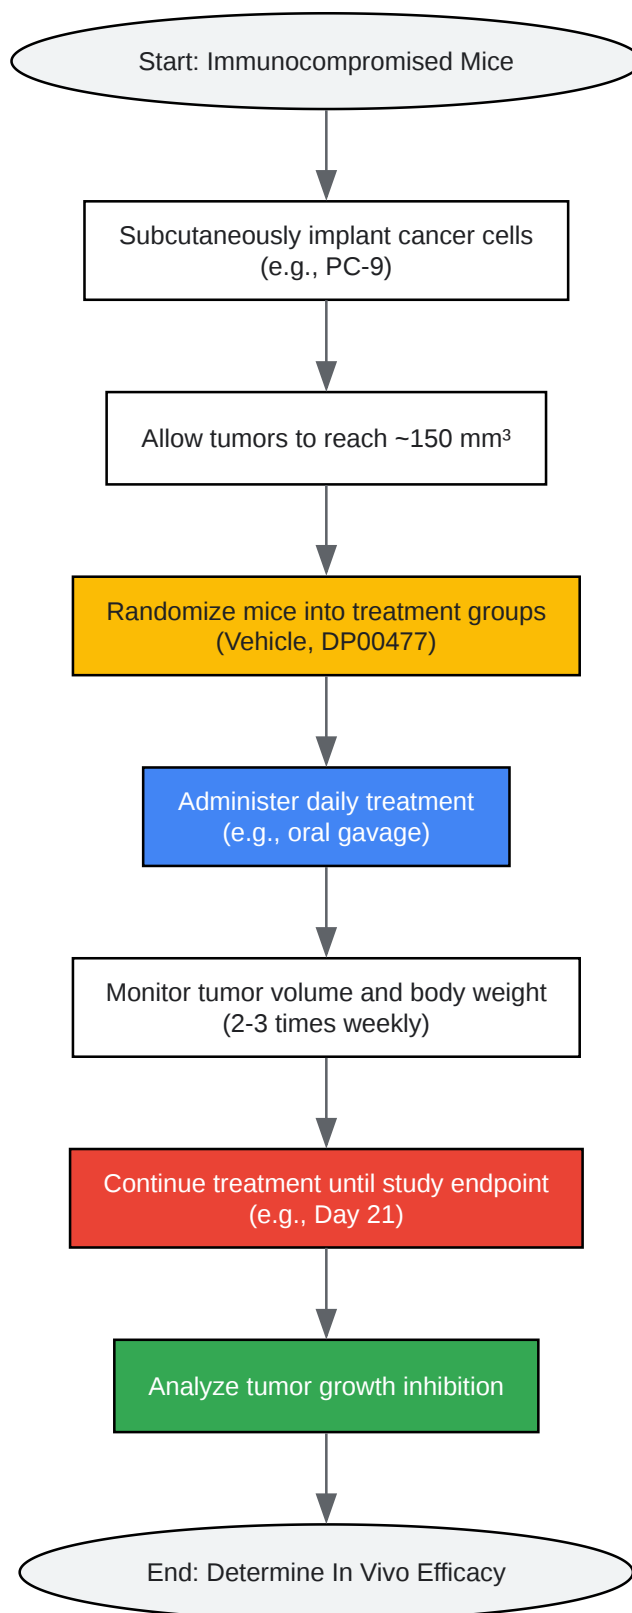 Start: Immunocompromised Mice
Subcutaneously implant cancer cells
(e.g., PC-9)
Allow tumors to reach ~150 mm³
Randomize mice into treatment groups
(Vehicle, DP00477)
Administer daily treatment
(e.g., oral gavage)
Monitor tumor volume and body weight
(2-3 times weekly)
Continue treatment until study endpoint
(e.g., Day 21)
Analyze tumor growth inhibition
End: Determine In Vivo Efficacy